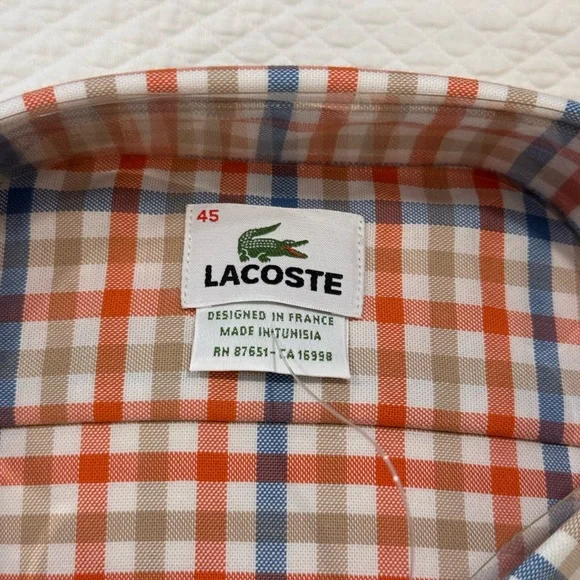 45
LACOSTE
DESIGNED IN FRANCE
MADE IN TUNISIA
RN 87651-CA 16998